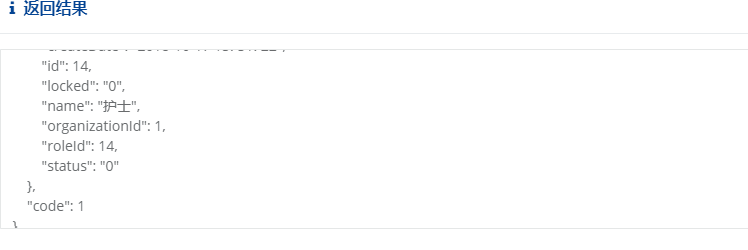 返回结果
"id": 14,
"locked": "0",
"name": "护士",
"organizationId": 1,
"roleId": 14,
"status": "0"
},
"code": 1
}